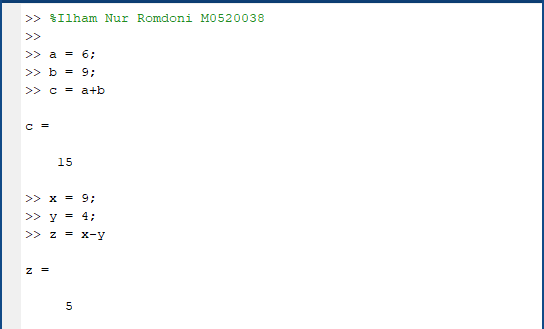 >> %Ilham Nur Romdoni M0520038
>>
>> a = 6;
>> b = 9;
>> c = a+b
c =
15
>> x = 9;
>> y = 4;
>> z = x-y
z =
5